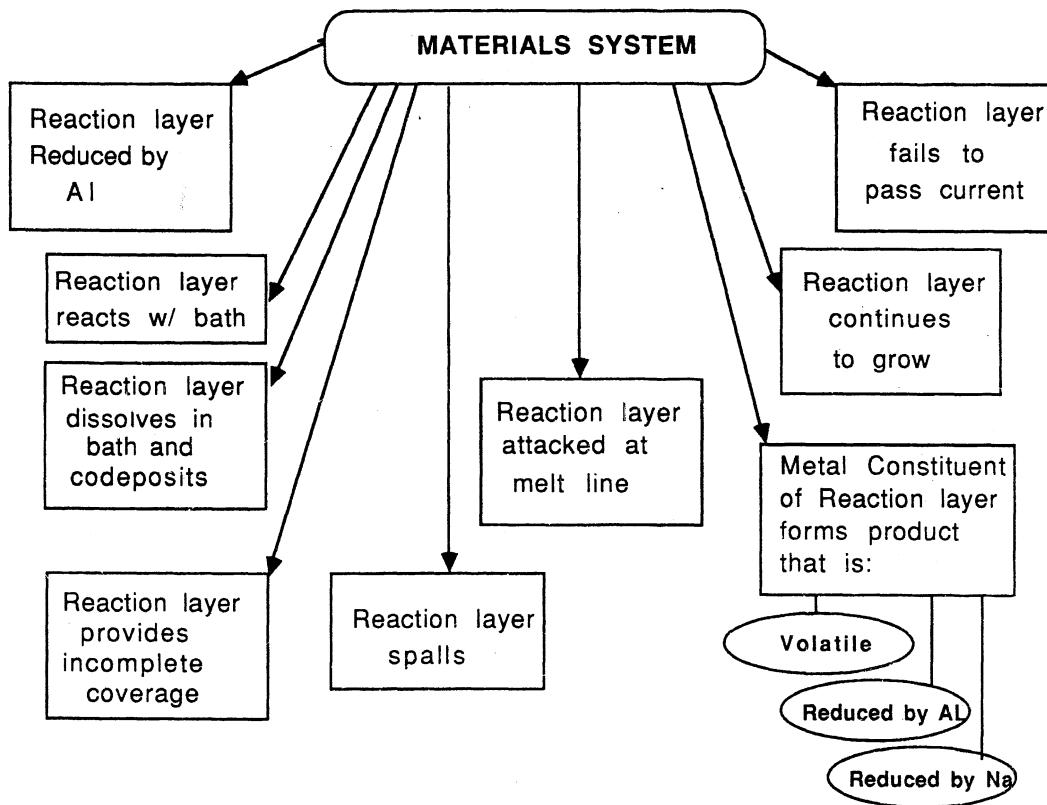 MATERIALS SYSTEM
Reaction layer
Reduced by
Al
Reaction layer
fails to
pass current
Reaction layer
reacts w/ bath
Reaction layer
continues
to grow
Reaction layer
dissolves in
bath and
codeposits
Reaction layer
attacked at
melt line
Metal Constituent
of Reaction layer
forms product
that is:
Reaction layer
provides
incomplete
coverage
Reaction layer
spalls
Volatile
Reduced by AL
Reduced by Na